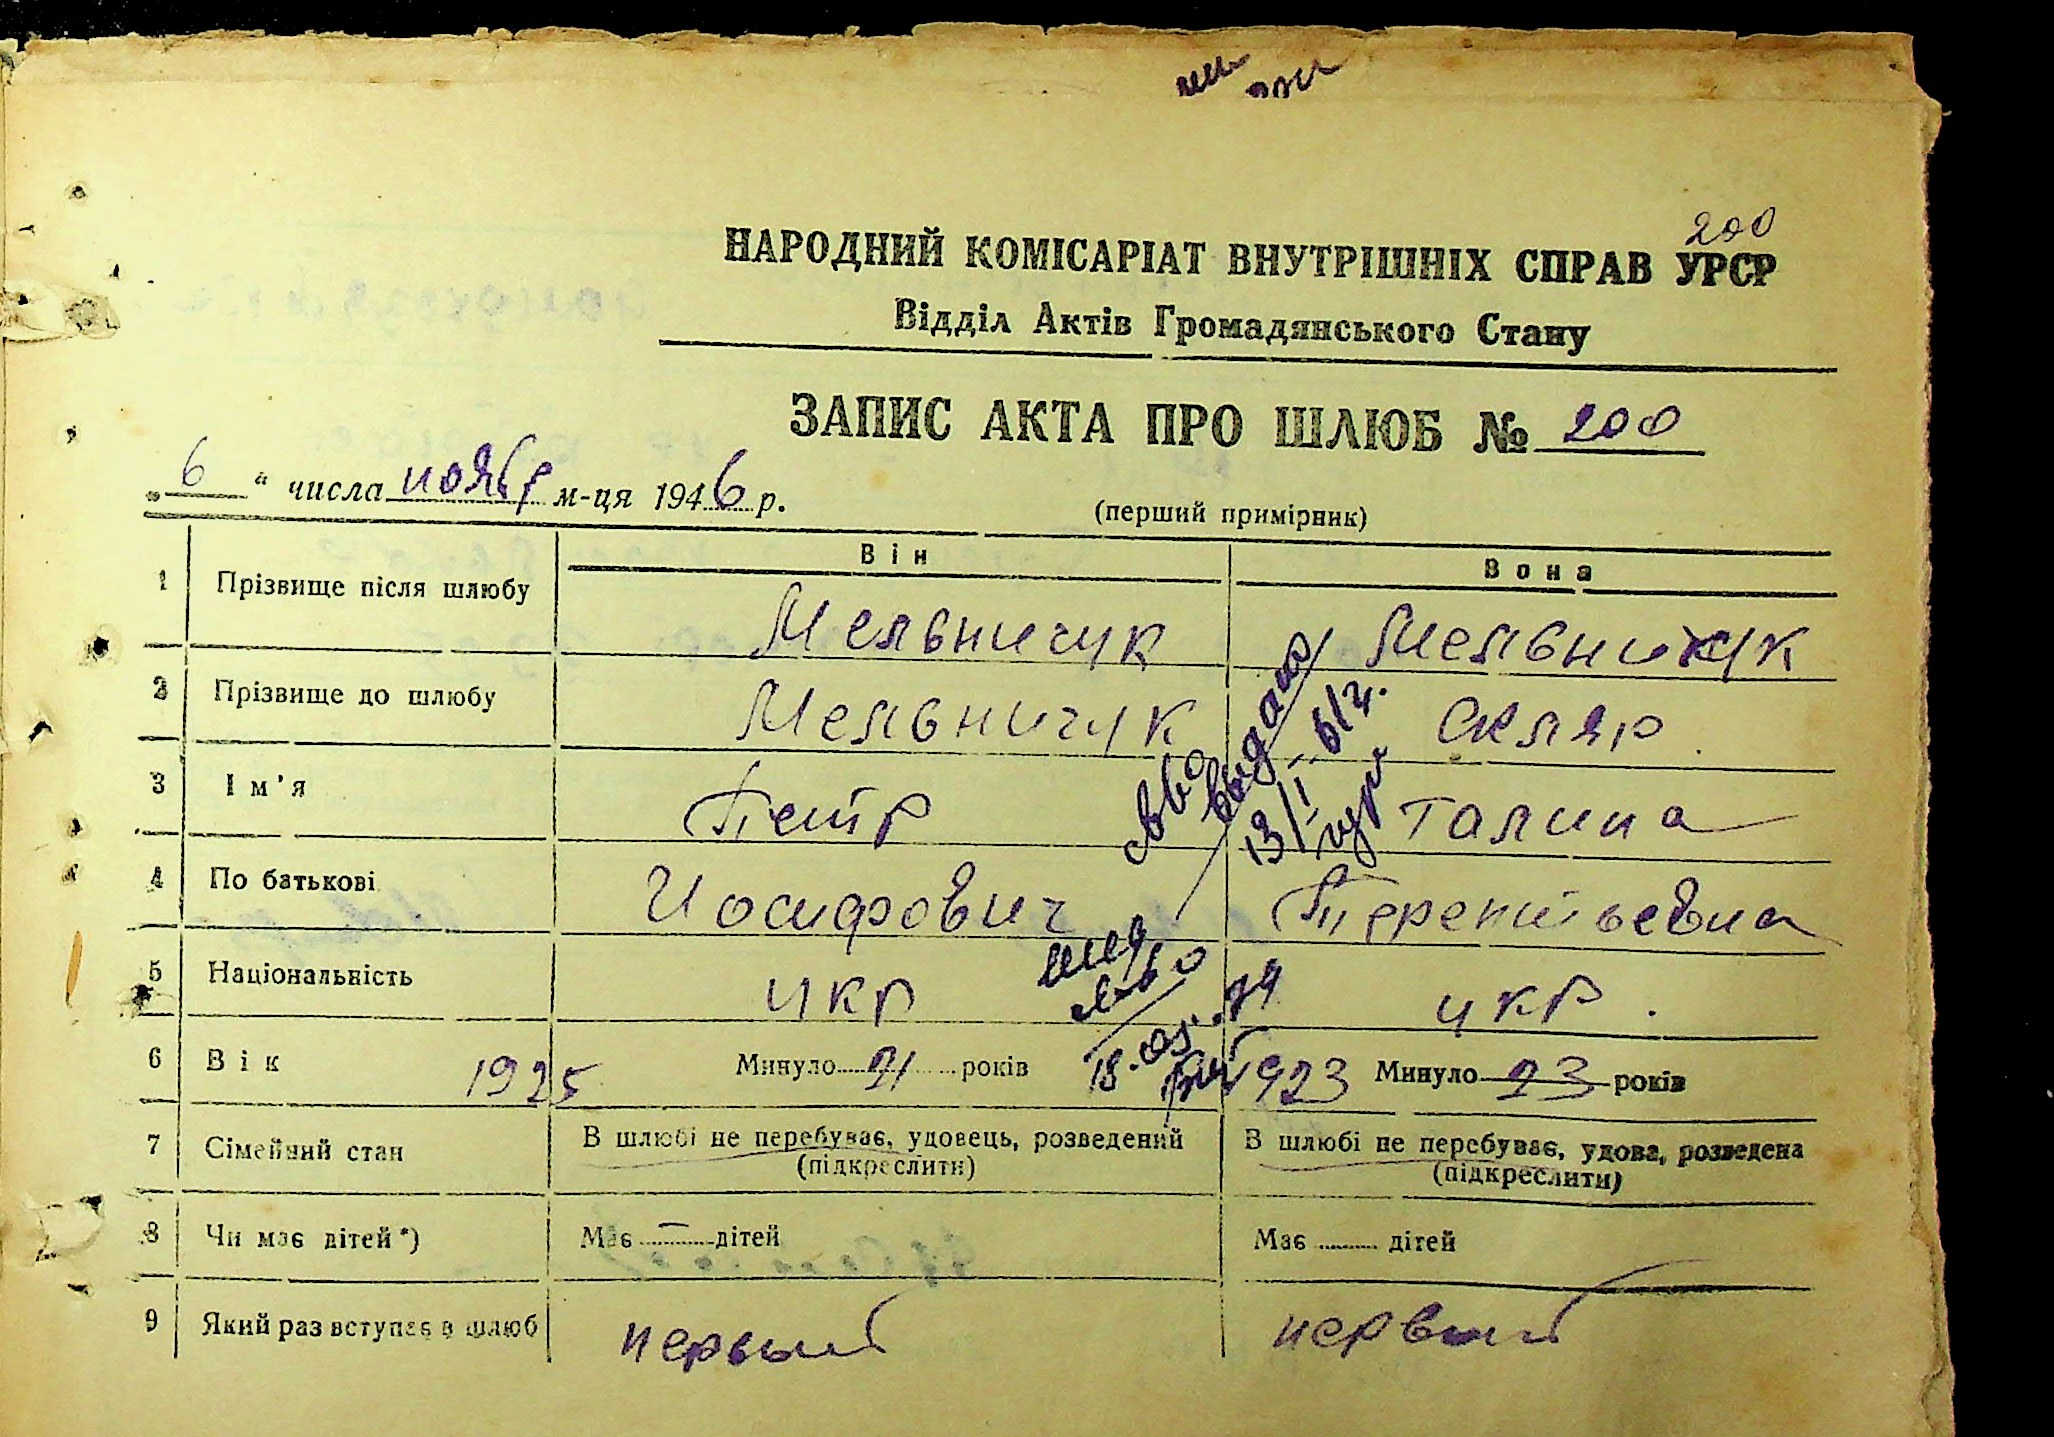 200
НАРОДНИЙ КОМІСАРІАТ ВНУТРІШНІХ СПРАВ УРСР
Відділ Актів Громадянського Стану
ЗАПИС АКТА ПРО ШЛЮБ № 200
„ 6 “ числа ноябр м-ця 1946 р.
(перший примірник)
Він Вона
1 Прізвище після шлюбу Мельничук Мельничук
2 Прізвище до шлюбу Мельничук Скляр
3 Ім'я Петр Галина
4 По батькові Иосифович Терентьевна
5 Національність укр укр.
6 Вік 1925 Минуло 21 років 1923 Минуло 23 років
7 Сімейний стан В шлюбі не перебуває, удовець, розведений В шлюбі не перебуває, удова, розведена
(підкреслити) (підкреслити)
8 Чи має дітей*) Має — дітей Має ...... дітей
9 Який раз вступає в шлюб первый первый
выдано